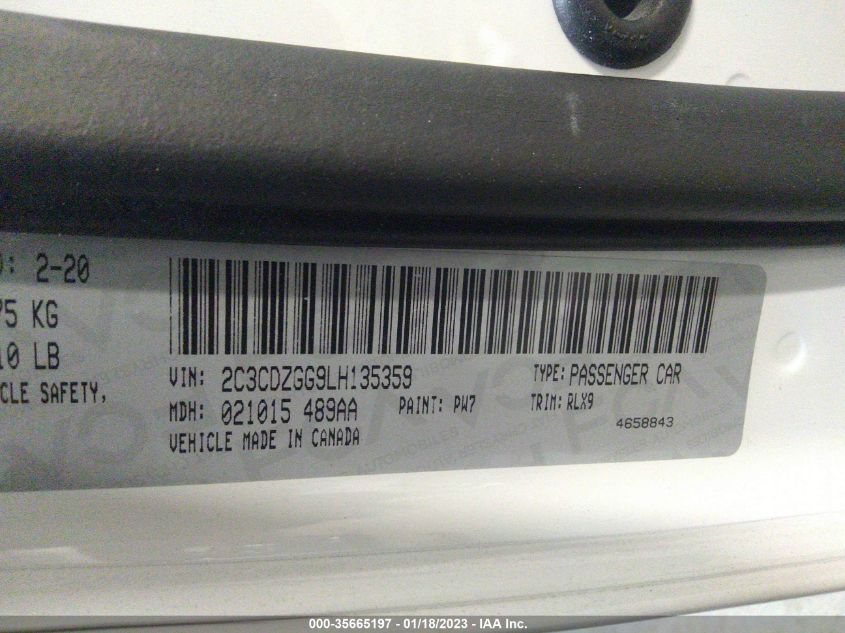 : 2-20
75 KG
10 LB
CLE SAFETY,
VIN: 2C3CDZGG9LH135359 TYPE: PASSENGER CAR
MDH: 021015 489AA PAINT: PW7 TRIM: RLX9
VEHICLE MADE IN CANADA 4658843
000-35665197 - 01/18/2023 - IAA Inc.